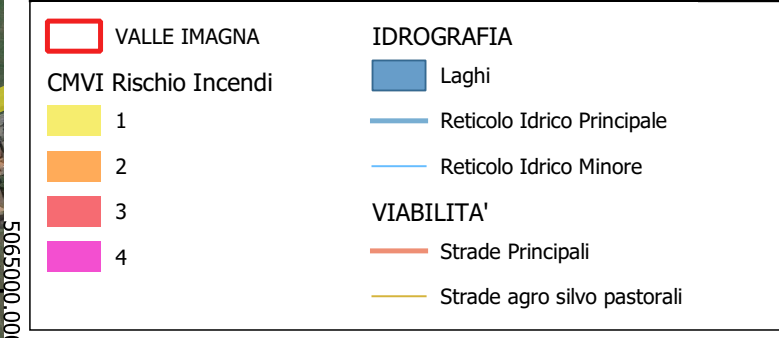 VALLE IMAGNA
CMVI Rischio Incendi
1
2
3
4
IDROGRAFIA
Laghi
Reticolo Idrico Principale
Reticolo Idrico Minore
VIABILITA'
Strade Principali
Strade agro silvo pastorali
5065000.000